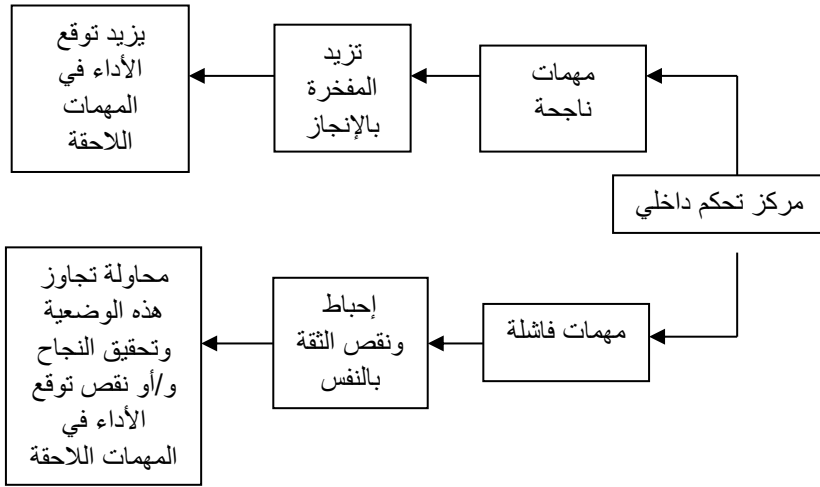 مركز تحكم داخلي
مهمات
ناجحة
تزيد
المفخرة
بالإنجاز
يزيد توقع
الأداء في
المهمات
اللاحقة
مهمات فاشلة
إحباط
ونقص الثقة
بالنفس
محاولة تجاوز
هذه الوضعية
وتحقيق النجاح
و/أو نقص توقع
الأداء في
المهمات اللاحقة